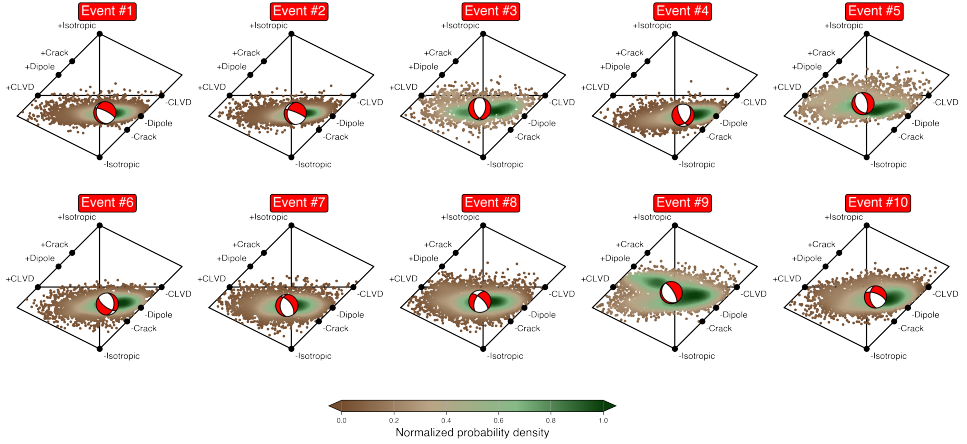 Event #1
Event #2
Event #3
Event #4
Event #5
+Isotropic
+Crack
+Dipole
+CLVD
-CLVD
-Dipole
-Crack
-Isotropic
+Isotropic
+Crack
+Dipole
+CLVD
-CLVD
-Dipole
-Crack
-Isotropic
+Isotropic
+Crack
+Dipole
+CLVD
-CLVD
-Dipole
-Crack
-Isotropic
+Isotropic
+Crack
+Dipole
+CLVD
-CLVD
-Dipole
-Crack
-Isotropic
+Isotropic
+Crack
+Dipole
+CLVD
-CLVD
-Dipole
-Crack
-Isotropic
Event #6
Event #7
Event #8
Event #9
Event #10
+Isotropic
+Crack
+Dipole
+CLVD
-CLVD
-Dipole
-Crack
-Isotropic
+Isotropic
+Crack
+Dipole
+CLVD
-CLVD
-Dipole
-Crack
-Isotropic
+Isotropic
+Crack
+Dipole
+CLVD
-CLVD
-Dipole
-Crack
-Isotropic
+Isotropic
+Crack
+Dipole
+CLVD
-CLVD
-Dipole
-Crack
-Isotropic
+Isotropic
+Crack
+Dipole
+CLVD
-CLVD
-Dipole
-Crack
-Isotropic
0.0 0.2 0.4 0.6 0.8 1.0
Normalized probability density